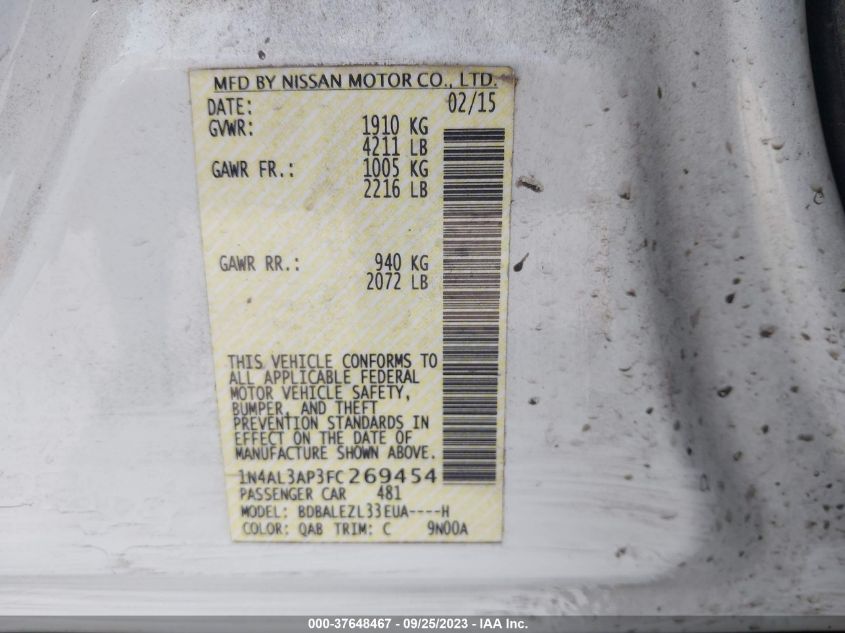 MFD BY NISSAN MOTOR CO., LTD.
DATE: 02/15
GVWR: 1910 KG
4211 LB
GAWR FR.: 1005 KG
2216 LB
GAWR RR.: 940 KG
2072 LB
THIS VEHICLE CONFORMS TO
ALL APPLICABLE FEDERAL
MOTOR VEHICLE SAFETY,
BUMPER, AND THEFT
PREVENTION STANDARDS IN
EFFECT ON THE DATE OF
MANUFACTURE SHOWN ABOVE.
1N4AL3AP3FC269454
PASSENGER CAR 481
MODEL: BDBALEZL33EUA----H
COLOR: QAB TRIM: C 9N00A
000-37648467 - 09/25/2023 - IAA Inc.